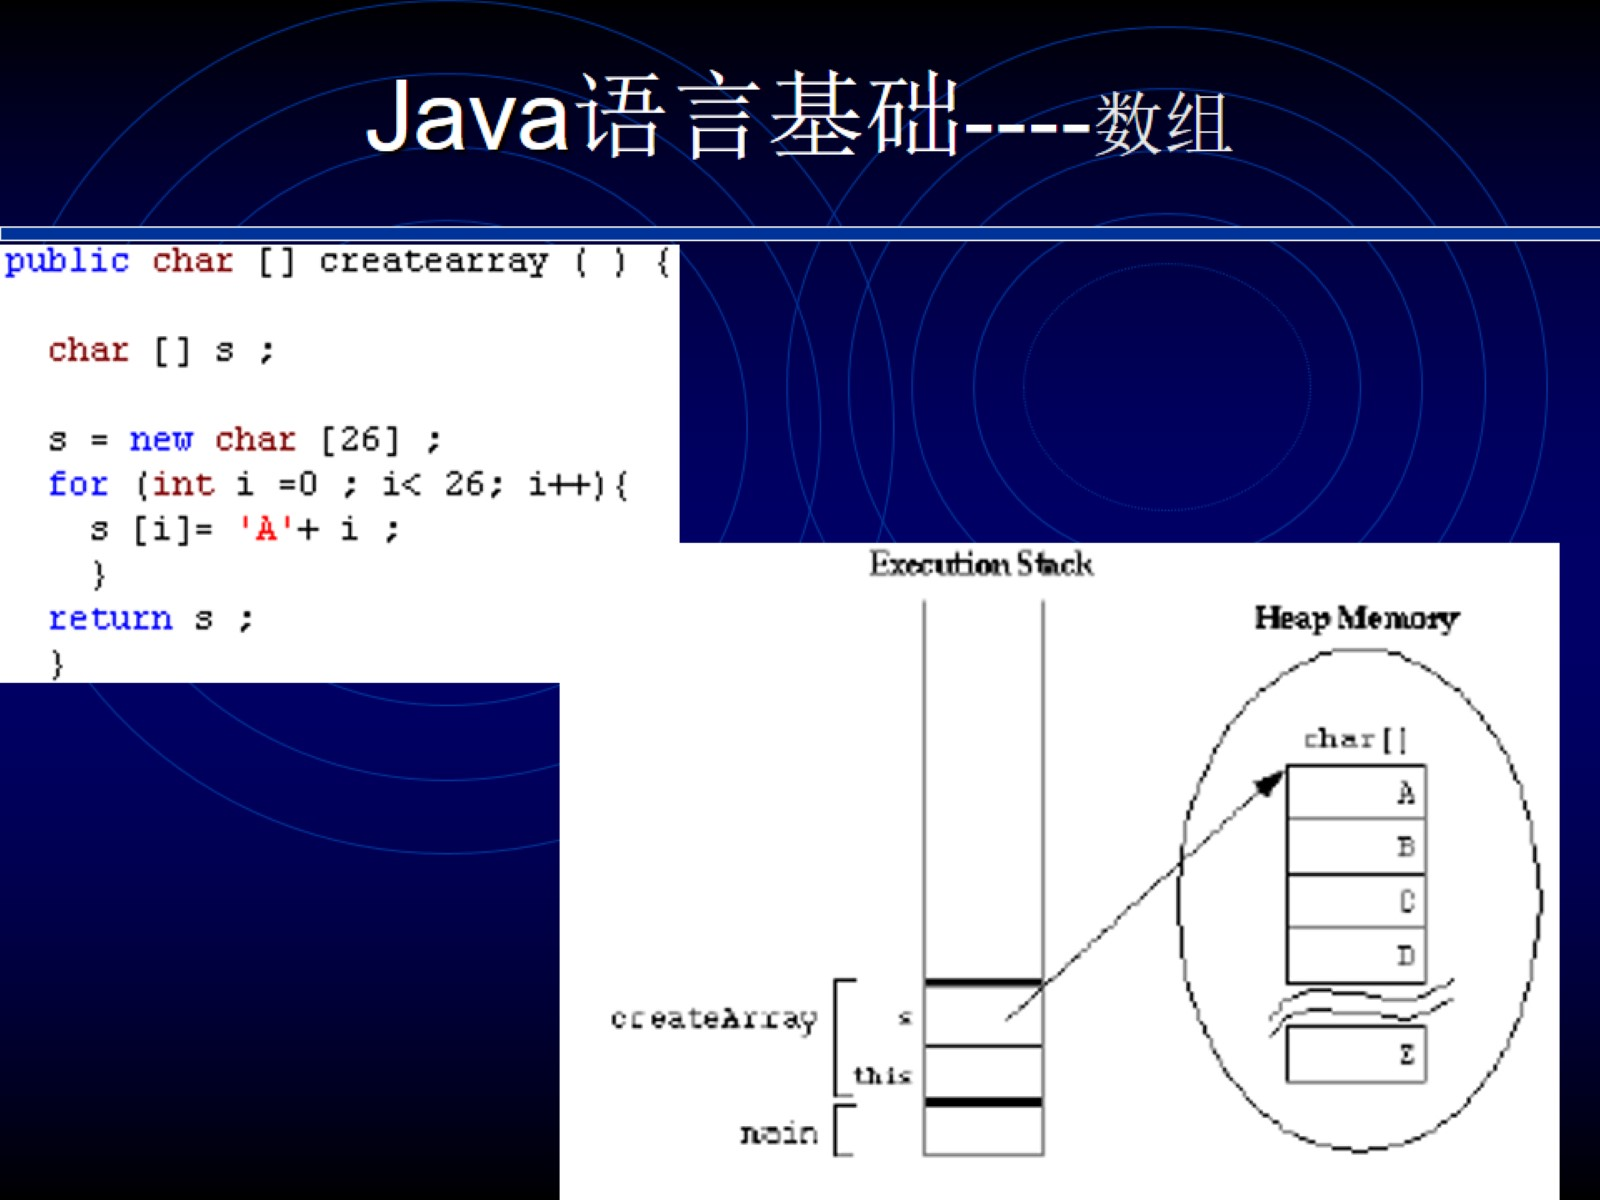 Java语言基础----数组
public char [] createarray ( ) {
char [] s ;
s = new char [26] ;
for (int i =0 ; i< 26; i++){
s [i]= 'A'+ i ;
}
return s ;
}
Execution Stack
Heap Memory
char[]
A
B
C
D
Z
createArray
s
this
main